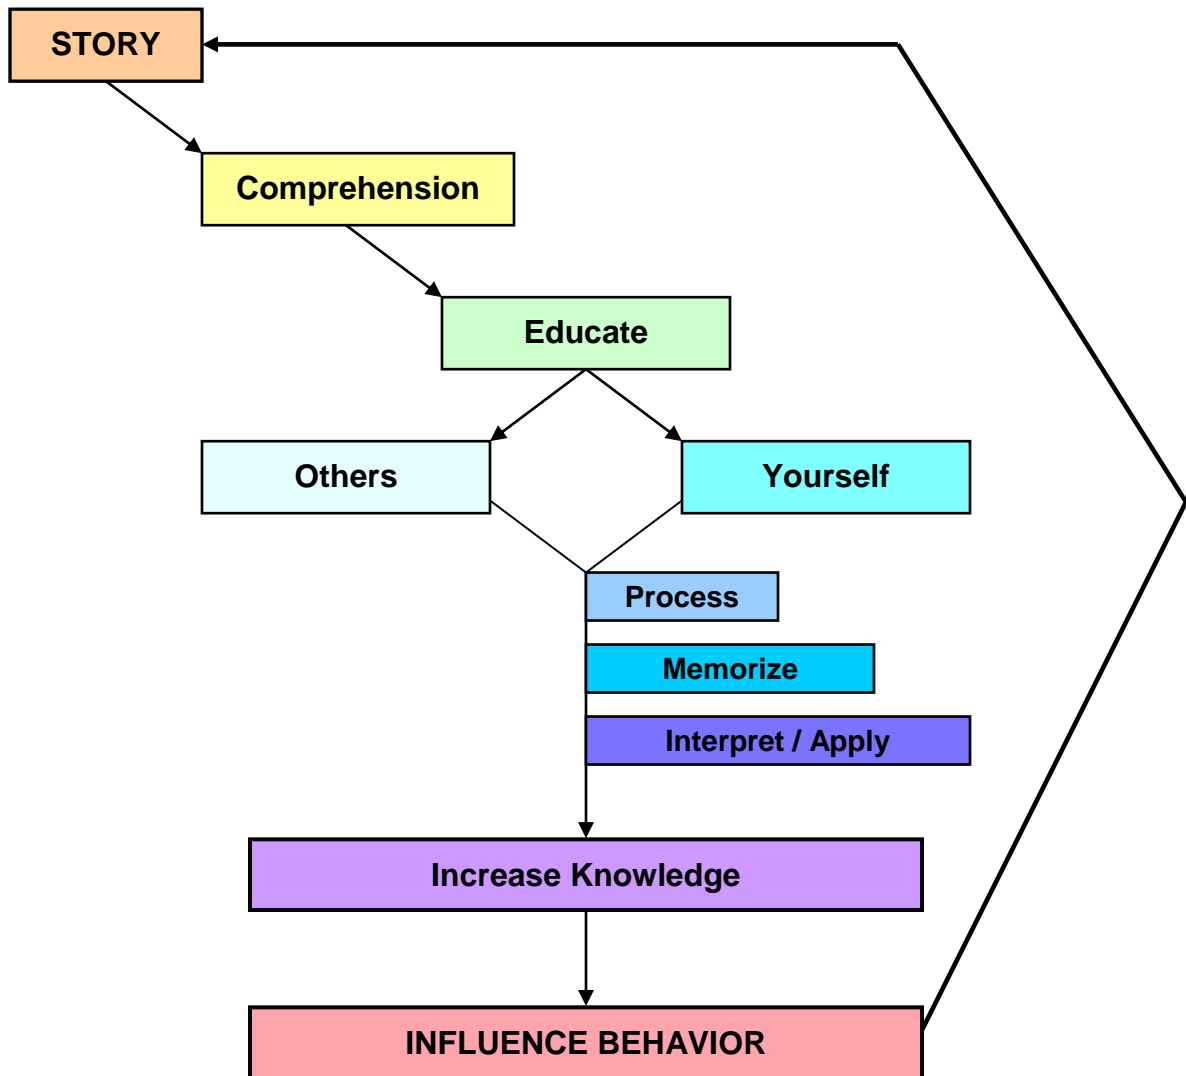 STORY
Comprehension
Educate
Others
Yourself
Process
Memorize
Interpret / Apply
Increase Knowledge
INFLUENCE BEHAVIOR